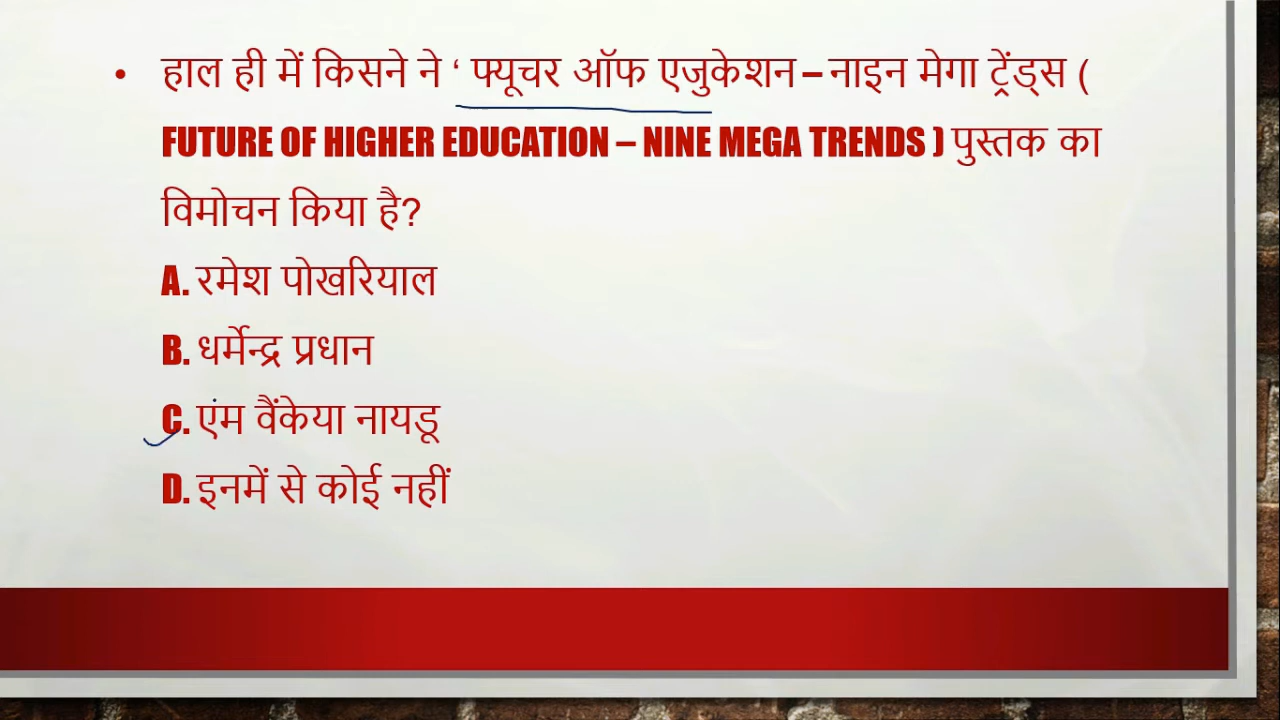 • हाल ही में किसने ने ‘ फ्यूचर ऑफ एजुकेशन – नाइन मेगा ट्रेंड्स (
FUTURE OF HIGHER EDUCATION – NINE MEGA TRENDS ) पुस्तक का
विमोचन किया है?
A. रमेश पोखरियाल
B. धर्मेन्द्र प्रधान
C. एम वैंकेया नायडू
D. इनमें से कोई नहीं